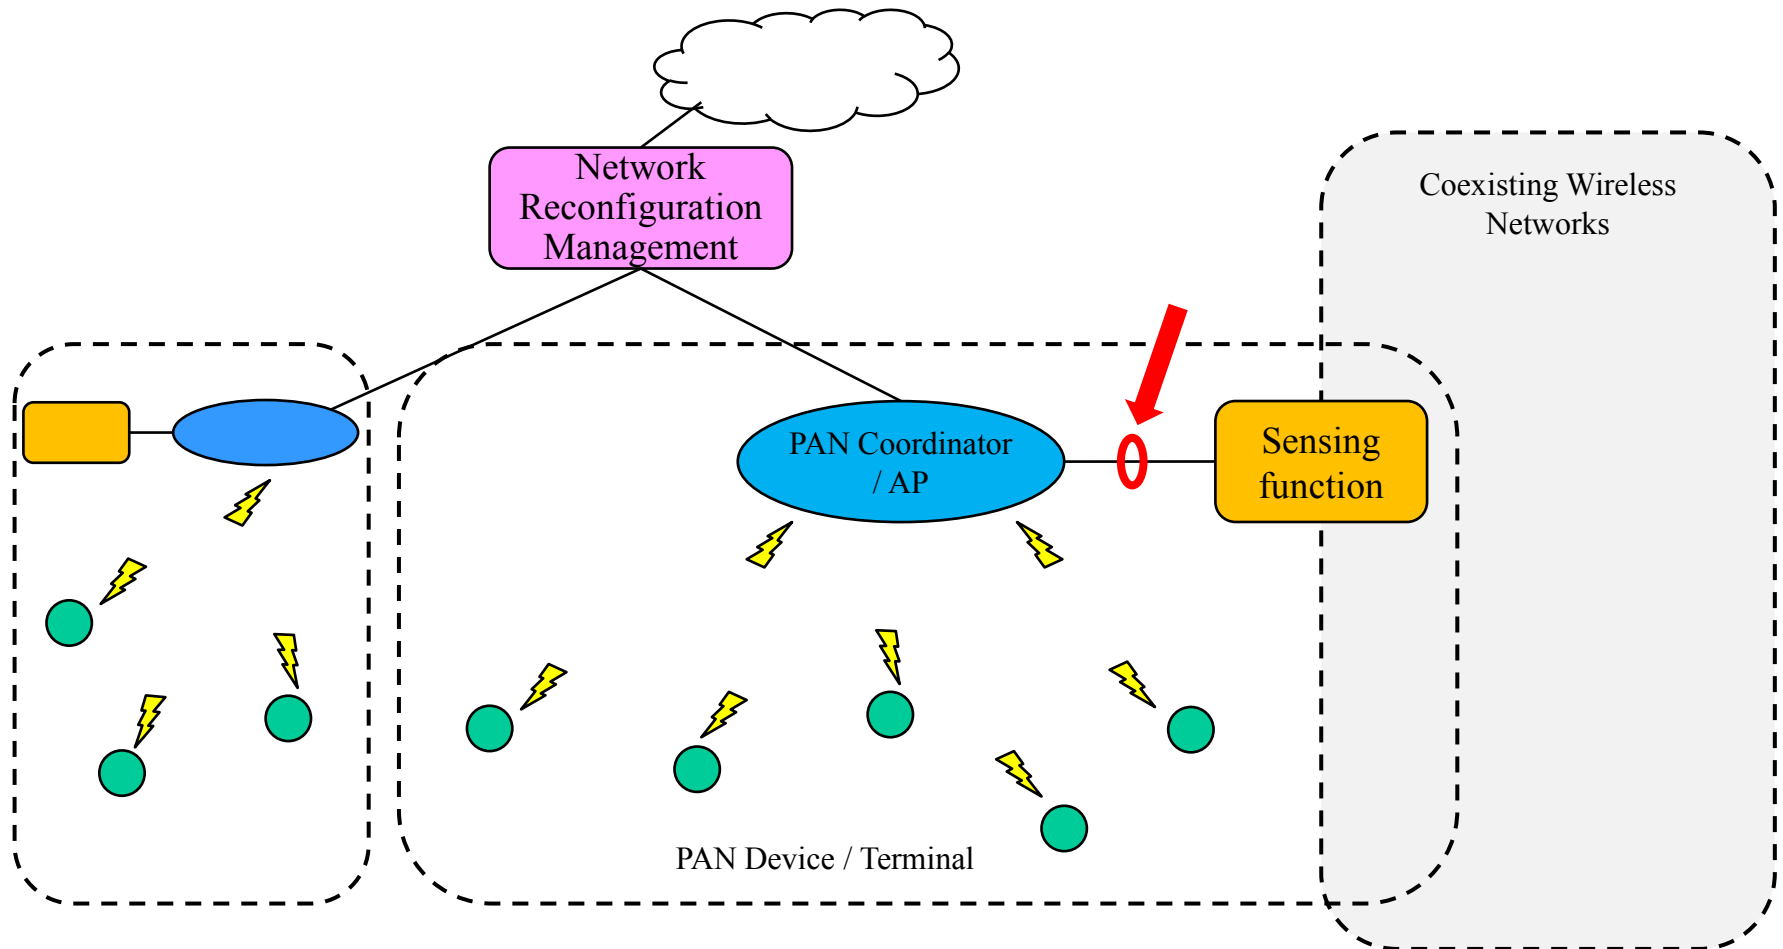 Network
Reconfiguration
Management
Coexisting Wireless
Networks
PAN Coordinator
/ AP
Sensing
function
PAN Device / Terminal